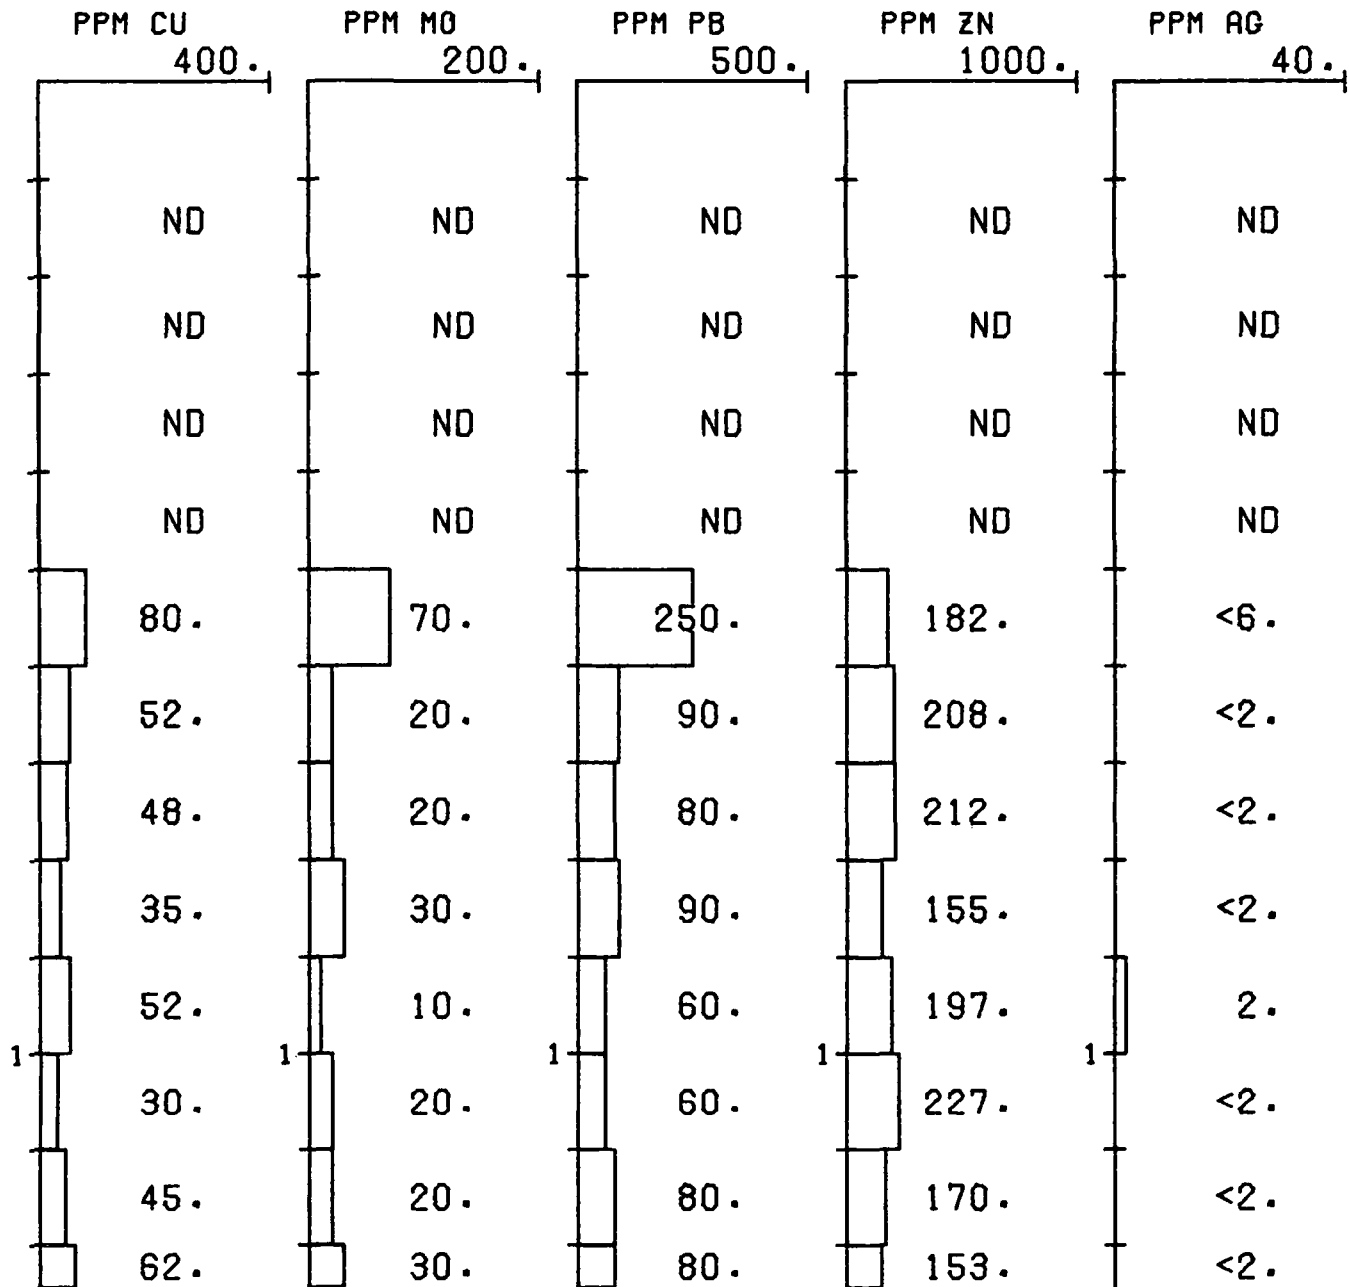 PPM CU PPM MO PPM PB PPM ZN PPM AG
400. 200. 500. 1000. 40.
ND ND ND ND ND
ND ND ND ND ND
ND ND ND ND ND
ND ND ND ND ND
80. 70. 250. 182. <6.
52. 20. 90. 208. <2.
48. 20. 80. 212. <2.
35. 30. 90. 155. <2.
52. 10. 60. 197. 2.
1 1 1 1 1
30. 20. 60. 227. <2.
45. 20. 80. 170. <2.
62. 30. 80. 153. <2.